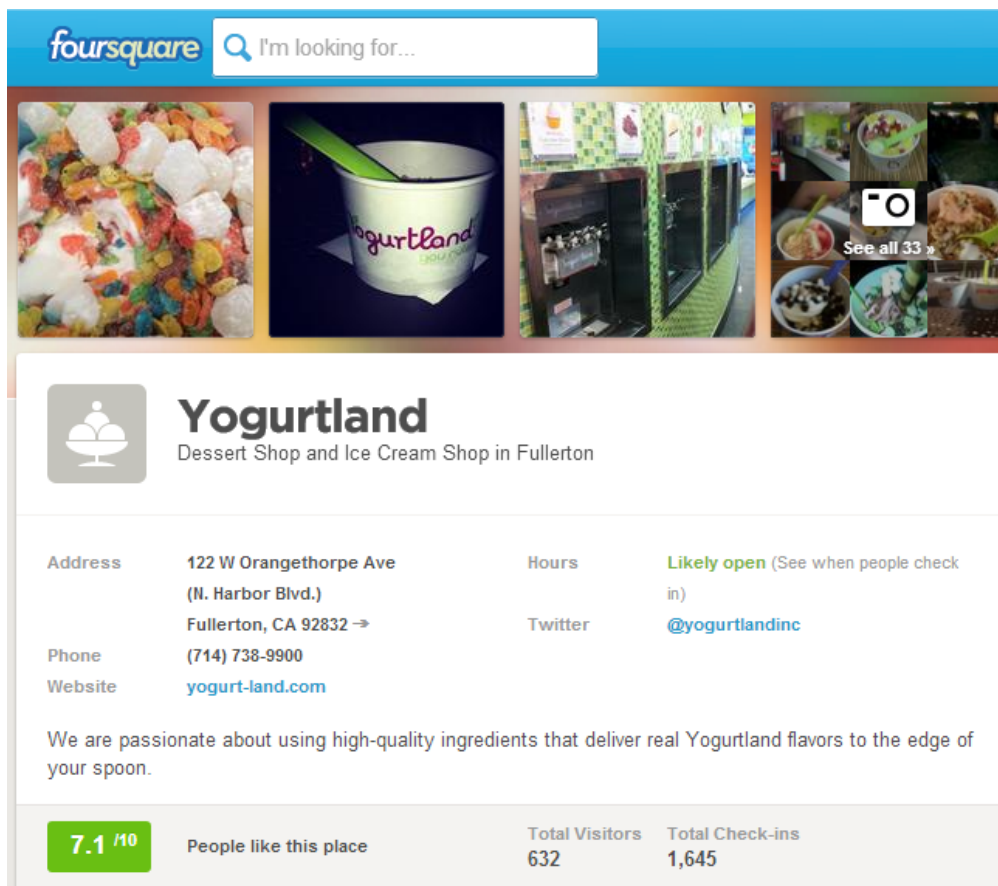 foursquare
I'm looking for...
Yogurtland
See all 33 »
Yogurtland
Dessert Shop and Ice Cream Shop in Fullerton
Address
122 W Orangethorpe Ave
(N. Harbor Blvd.)
Fullerton, CA 92832
Phone
(714) 738-9900
Website
yogurt-land.com
Hours
Likely open (See when people check
in)
Twitter
@yogurtlandinc
We are passionate about using high-quality ingredients that deliver real Yogurtland flavors to the edge of
your spoon.
7.1 /10
People like this place
Total Visitors
632
Total Check-ins
1,645